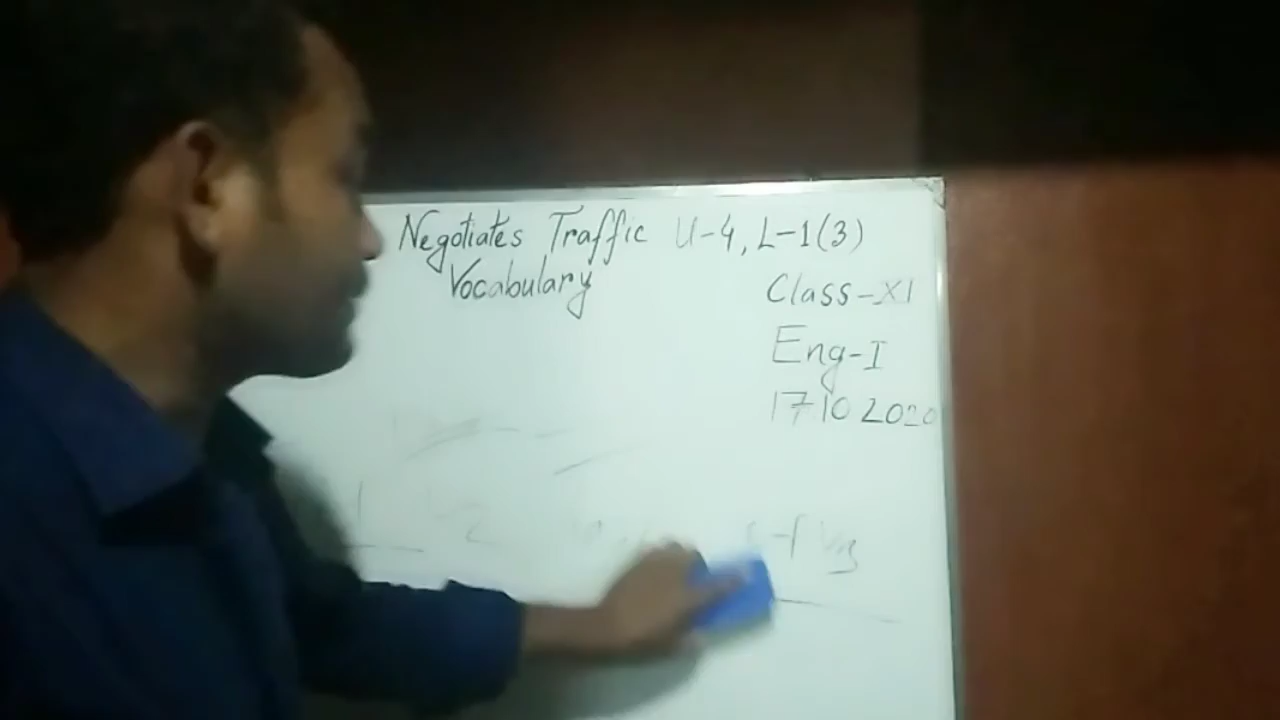 Negotiates Traffic U-4, L-1(3)
Vocabulary
Class-XI
Eng-I
17 10 2020